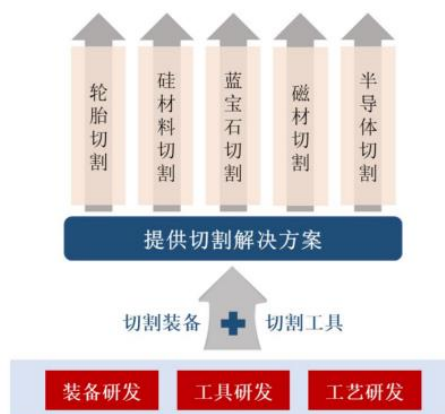 轮胎切割
硅材料切割
蓝宝石切割
磁材切割
半导体切割
提供切割解决方案
切割装备
切割工具
装备研发
工具研发
工艺研发